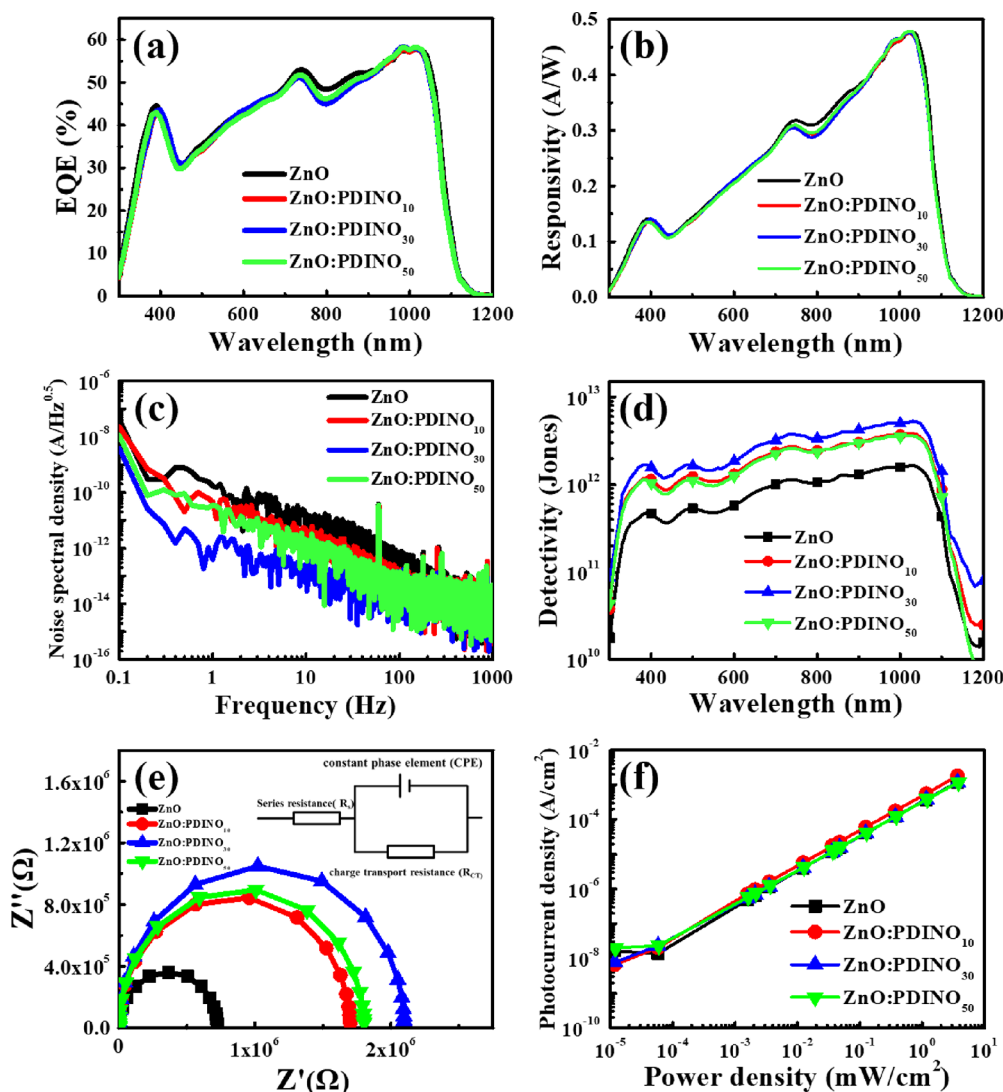 (a)
EQE (%)
60
50
40
30
20
10
0
ZnO
ZnO:PDINO₁₀
ZnO:PDINO₃₀
ZnO:PDINO₅₀
400 600 800 1000 1200
Wavelength (nm)
(b)
Responsivity (A/W)
0.5
0.4
0.3
0.2
0.1
0.0
ZnO
ZnO:PDINO₁₀
ZnO:PDINO₃₀
ZnO:PDINO₅₀
400 600 800 1000 1200
Wavelength (nm)
(c)
Noise spectral density (A/Hz⁰·⁵)
10⁻⁶
10⁻⁸
10⁻¹⁰
10⁻¹²
10⁻¹⁴
10⁻¹⁶
ZnO
ZnO:PDINO₁₀
ZnO:PDINO₃₀
ZnO:PDINO₅₀
0.1 1 10 100 1000
Frequency (Hz)
(d)
Detectivity (Jones)
10¹³
10¹²
10¹¹
10¹⁰
ZnO
ZnO:PDINO₁₀
ZnO:PDINO₃₀
ZnO:PDINO₅₀
400 600 800 1000 1200
Wavelength (nm)
(e)
Z''(Ω)
1.6x10⁶
1.2x10⁶
8.0x10⁵
4.0x10⁵
0.0
ZnO
ZnO:PDINO₁₀
ZnO:PDINO₃₀
ZnO:PDINO₅₀
constant phase element (CPE)
Series resistance( Rₛ)
charge transport resistance (R_CT)
0 1x10⁶ 2x10⁶
Z'(Ω)
(f)
Photocurrent density (A/cm²)
10⁻²
10⁻⁴
10⁻⁶
10⁻⁸
10⁻¹⁰
ZnO
ZnO:PDINO₁₀
ZnO:PDINO₃₀
ZnO:PDINO₅₀
10⁻⁵ 10⁻⁴ 10⁻³ 10⁻² 10⁻¹ 10⁰ 10¹
Power density (mW/cm²)